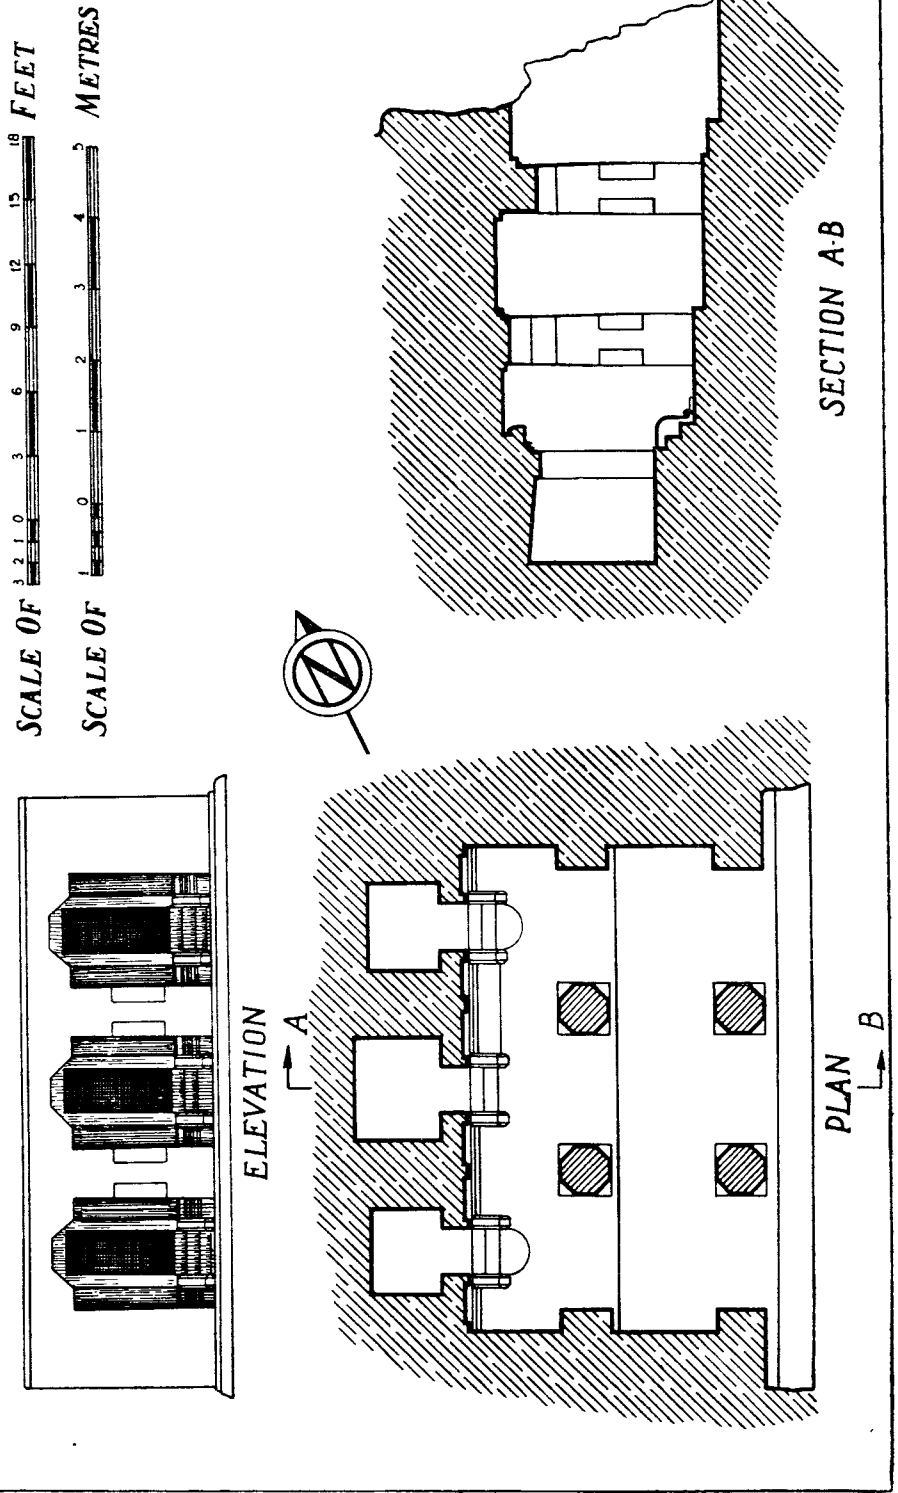 SCALE OF FEET
3 2 1 0 3 6 9 12 15 18
SCALE OF METRES
1 0 1 2 3 4 5
ELEVATION
A
N
PLAN
B
SECTION A-B